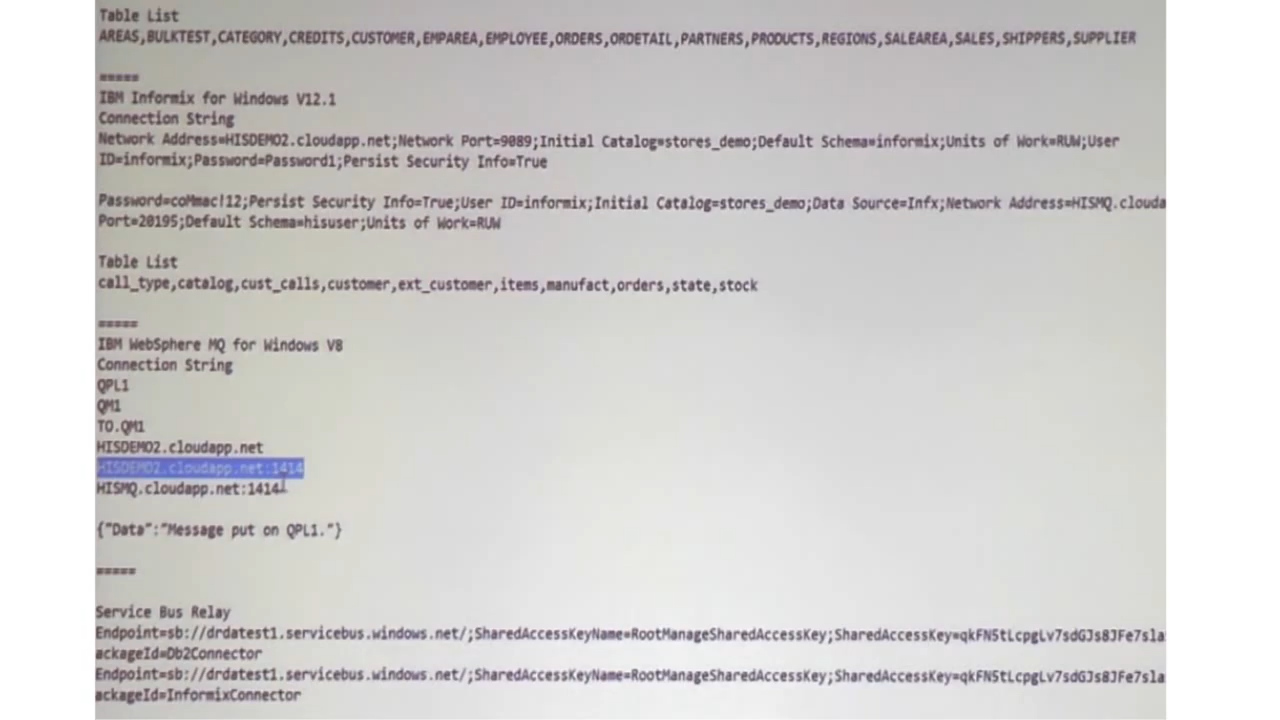 Table List
AREAS,BULKTEST,CATEGORY,CREDITS,CUSTOMER,EMPAREA,EMPLOYEE,ORDERS,ORDETAIL,PARTNERS,PRODUCTS,REGIONS,SALEAREA,SALES,SHIPPERS,SUPPLIER
=====
IBM Informix for Windows V12.1
Connection String
Network Address=HISDEMO2.cloudapp.net;Network Port=9089;Initial Catalog=stores_demo;Default Schema=informix;Units of Work=RUW;User
ID=informix;Password=Password1;Persist Security Info=True
Password=coMmac!12;Persist Security Info=True;User ID=informix;Initial Catalog=stores_demo;Data Source=Infx;Network Address=HISMQ.clouda
Port=20195;Default Schema=hisuser;Units of Work=RUW
Table List
call_type,catalog,cust_calls,customer,ext_customer,items,manufact,orders,state,stock
=====
IBM WebSphere MQ for Windows V8
Connection String
QPL1
QM1
TO.QM1
HISDEMO2.cloudapp.net
HISDEMO2.cloudapp.net:1414
HISMQ.cloudapp.net:1414
{"Data":"Message put on QPL1."}
=====
Service Bus Relay
Endpoint=sb://drdatest1.servicebus.windows.net/;SharedAccessKeyName=RootManageSharedAccessKey;SharedAccessKey=qkFN5tLcpgLv7sdGJs8JFe7sla
ackageId=Db2Connector
Endpoint=sb://drdatest1.servicebus.windows.net/;SharedAccessKeyName=RootManageSharedAccessKey;SharedAccessKey=qkFN5tLcpgLv7sdGJs8JFe7sla
ackageId=InformixConnector